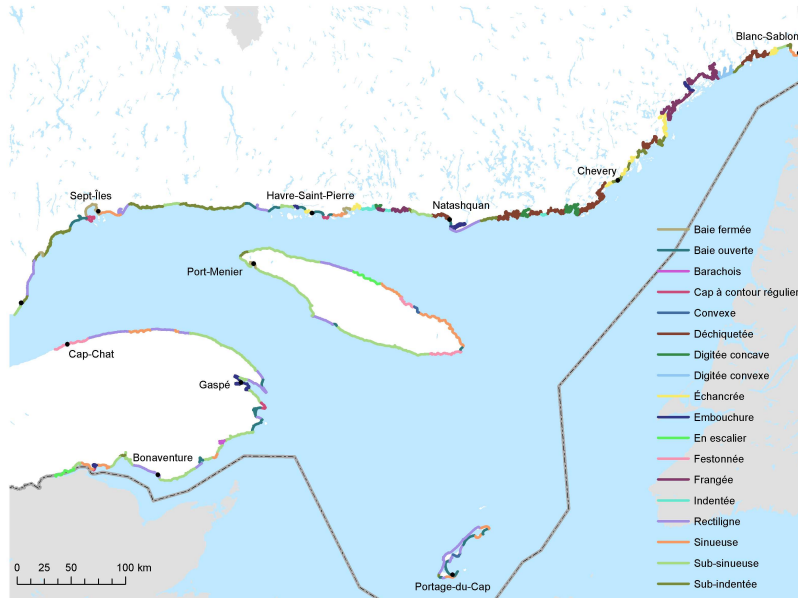 Blanc-Sablon
Chevery
Sept-Îles
Havre-Saint-Pierre
Natashquan
Port-Menier
Cap-Chat
Gaspé
Bonaventure
Portage-du-Cap
Baie fermée
Baie ouverte
Barachois
Cap à contour régulier
Convexe
Déchiquetée
Digitée concave
Digitée convexe
Échancrée
Embouchure
En escalier
Festonnée
Frangée
Indentée
Rectiligne
Sinueuse
Sub-sinueuse
Sub-indentée
0 25 50 100 km